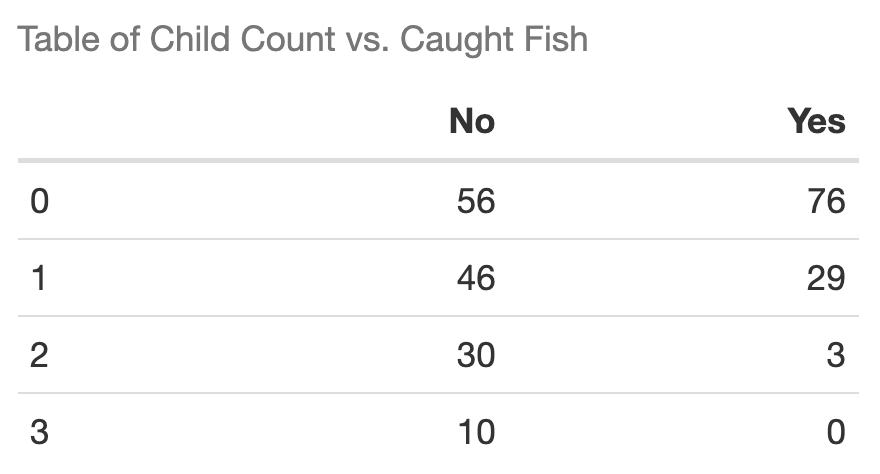 Table of Child Count vs. Caught Fish
No Yes
0 56 76
1 46 29
2 30 3
3 10 0